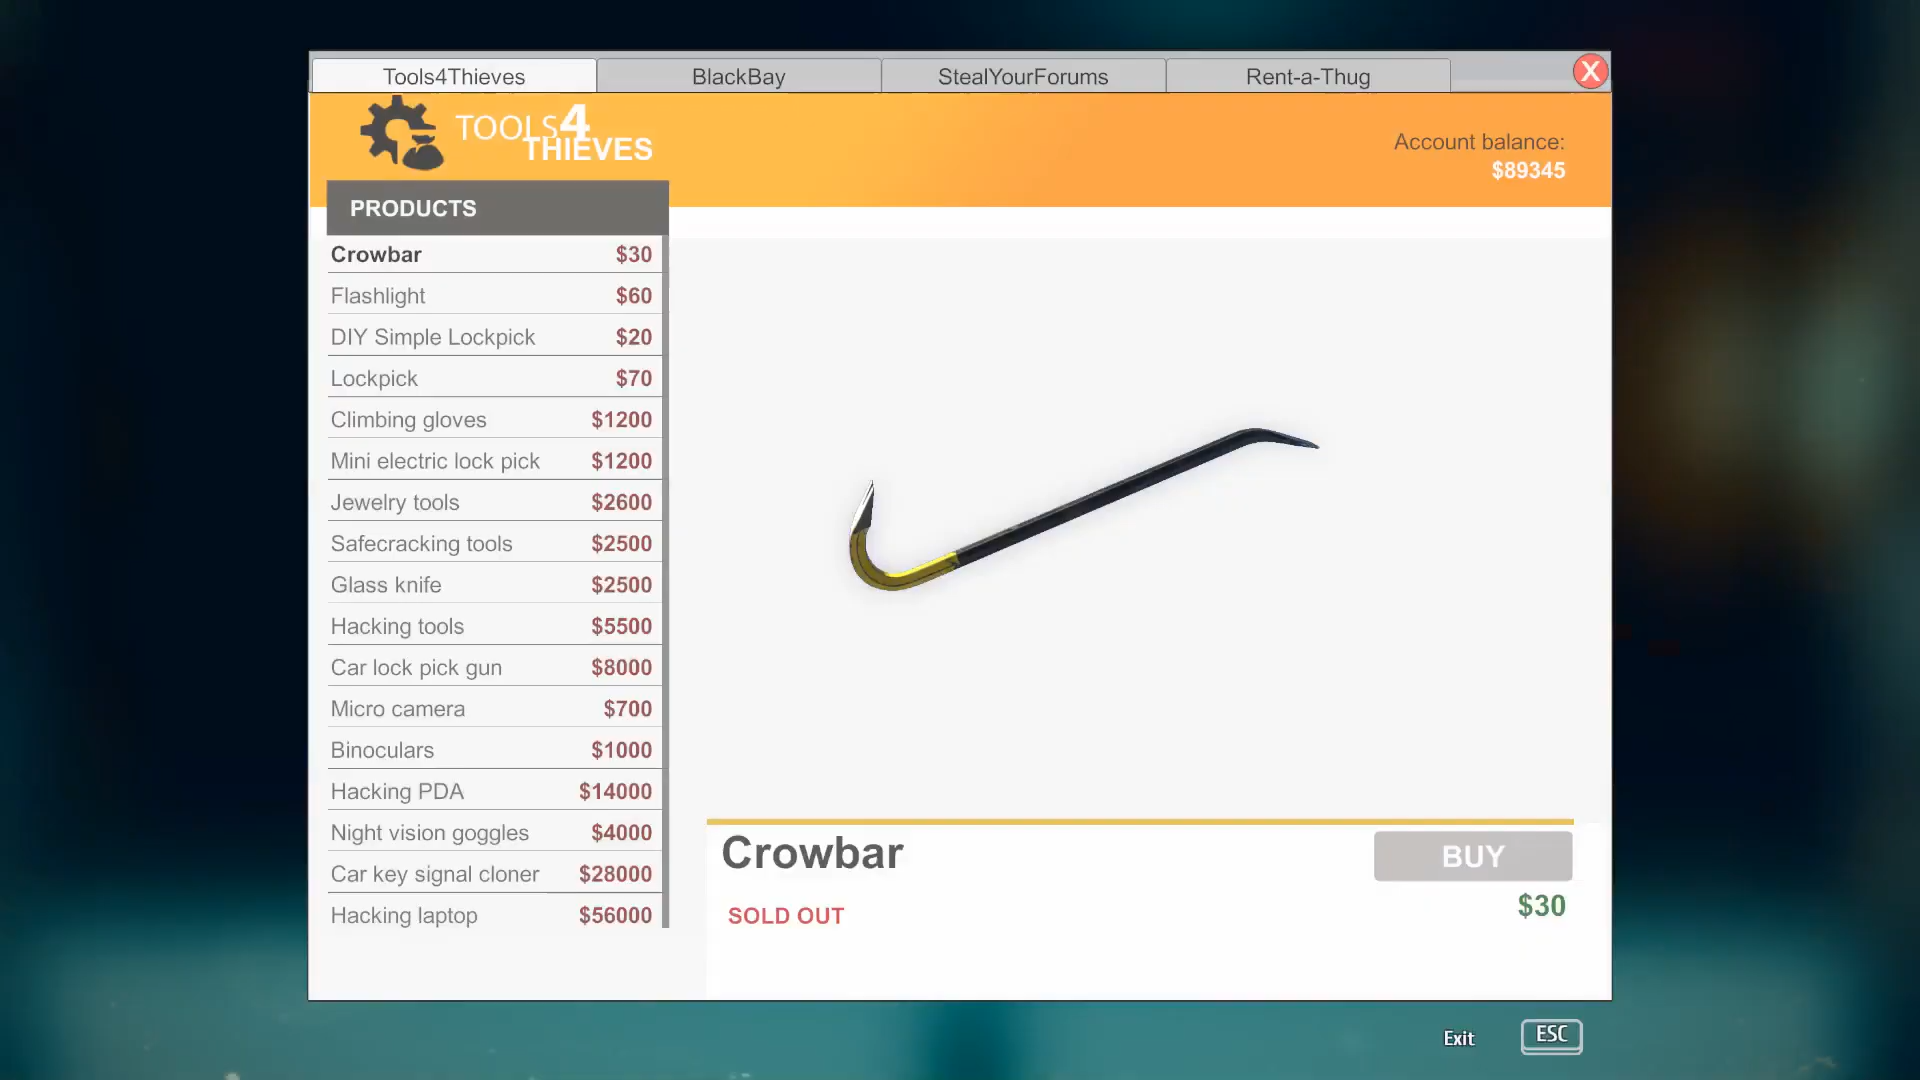 Tools4Thieves BlackBay StealYourForums Rent-a-Thug X
TOOLS4
THIEVES
Account balance:
$89345
PRODUCTS
Crowbar $30
Flashlight $60
DIY Simple Lockpick $20
Lockpick $70
Climbing gloves $1200
Mini electric lock pick $1200
Jewelry tools $2600
Safecracking tools $2500
Glass knife $2500
Hacking tools $5500
Car lock pick gun $8000
Micro camera $700
Binoculars $1000
Hacking PDA $14000
Night vision goggles $4000
Car key signal cloner $28000
Hacking laptop $56000
Crowbar
BUY
SOLD OUT
$30
Exit ESC